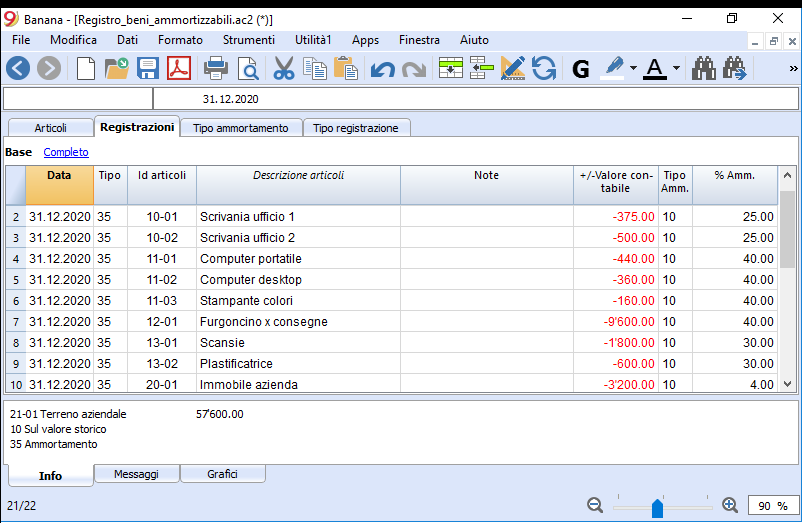 Banana - [Registro_beni_ammortizzabili.ac2 (*)]
File Modifica Dati Formato Strumenti Utilità1 Apps Finestra Aiuto
G A »
31.12.2020
Articoli Registrazioni Tipo ammortamento Tipo registrazione
Base Completo
Data Tipo Id articoli Descrizione articoli Note +/-Valore con- Tipo % Amm.
tabile Amm.
2 31.12.2020 35 10-01 Scrivania ufficio 1 -375.00 10 25.00
3 31.12.2020 35 10-02 Scrivania ufficio 2 -500.00 10 25.00
4 31.12.2020 35 11-01 Computer portatile -440.00 10 40.00
5 31.12.2020 35 11-02 Computer desktop -360.00 10 40.00
6 31.12.2020 35 11-03 Stampante colori -160.00 10 40.00
7 31.12.2020 35 12-01 Furgoncino x consegne -9'600.00 10 40.00
8 31.12.2020 35 13-01 Scansie -1'800.00 10 30.00
9 31.12.2020 35 13-02 Plastificatrice -600.00 10 30.00
10 31.12.2020 35 20-01 Immobile azienda -3'200.00 10 4.00
21-01 Terreno aziendale 57'600.00
10 Sul valore storico
35 Ammortamento
Info Messaggi Grafici
21/22 90 %